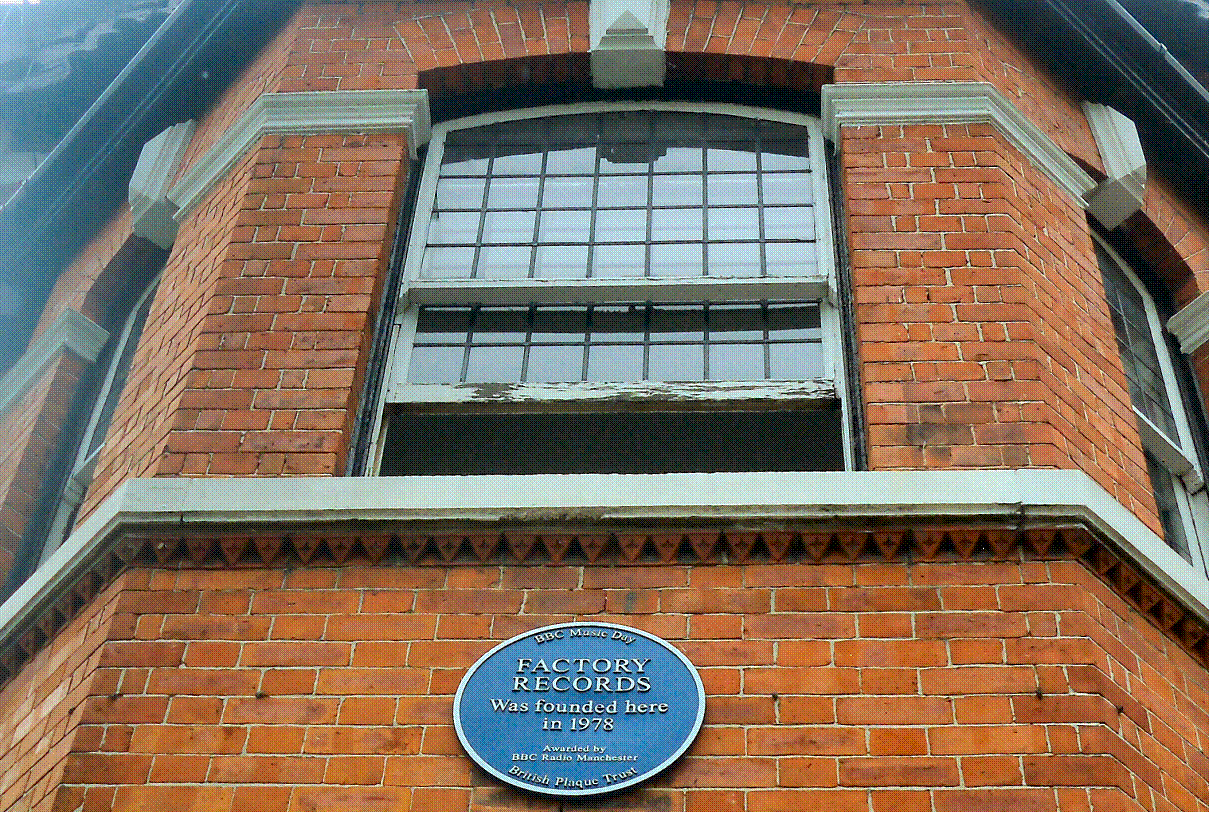 BBC Music Day
FACTORY
RECORDS
Was founded here
in 1978
Awarded by
BBC Radio Manchester
British Plaque Trust